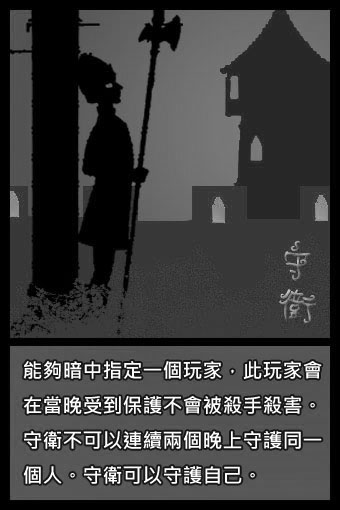 守
衛
能夠暗中指定一個玩家，此玩家會
在當晚受到保護不會被殺手殺害。
守衛不可以連續兩個晚上守護同一
個人。守衛可以守護自己。